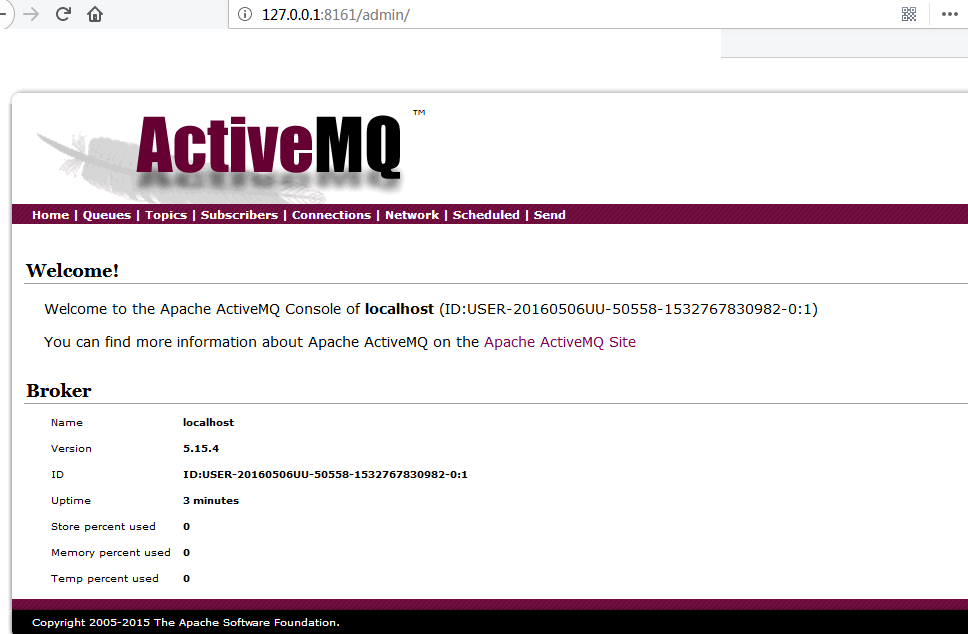 127.0.0.1:8161/admin/
ActiveMQ ™
Home | Queues | Topics | Subscribers | Connections | Network | Scheduled | Send
Welcome!
Welcome to the Apache ActiveMQ Console of localhost (ID:USER-20160506UU-50558-1532767830982-0:1)
You can find more information about Apache ActiveMQ on the Apache ActiveMQ Site
Broker
Name localhost
Version 5.15.4
ID ID:USER-20160506UU-50558-1532767830982-0:1
Uptime 3 minutes
Store percent used 0
Memory percent used 0
Temp percent used 0
Copyright 2005-2015 The Apache Software Foundation.